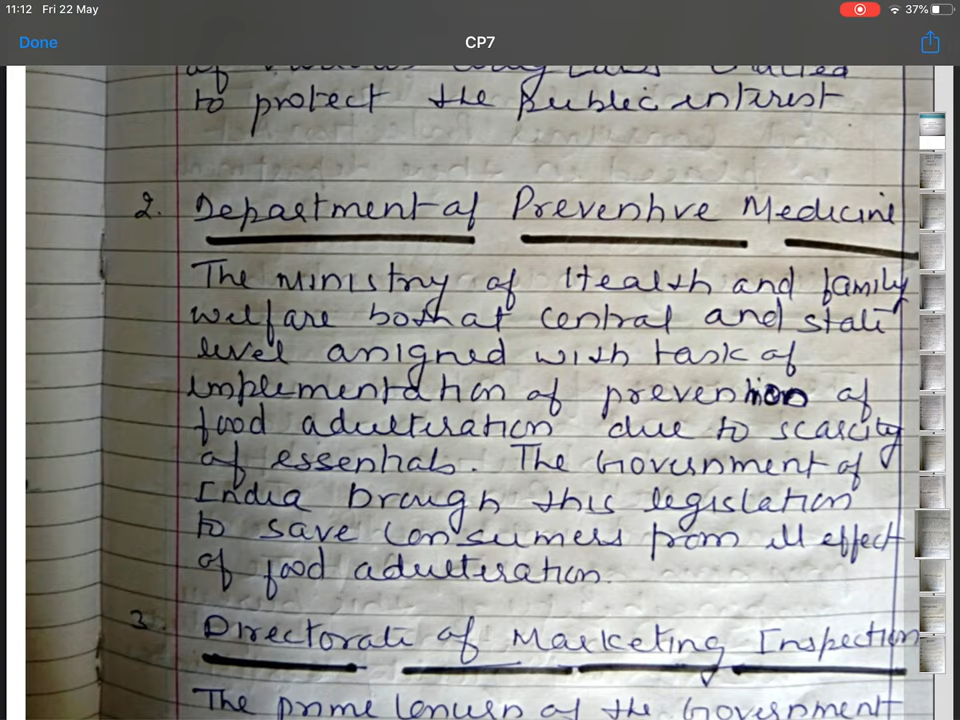 11:12 Fri 22 May
37%
Done
CP7
to protect the public interest
2. Department of Preventive Medicine
The Ministry of Health and family
welfare both at central and state
level assigned with task of
implementation of prevention of
food adulteration due to scarcity
of essentials. The Government of
India brough this legislation
to save consumers from ill effect
of food adulteration.
3. Directorate of Marketing Inspection
The prime concern of the Government